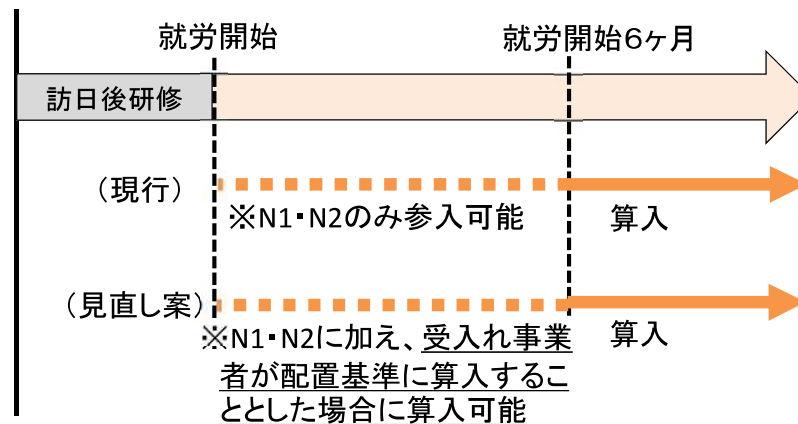 就労開始
就労開始6ヶ月
訪日後研修
（現行）
※N1・N2のみ参入可能
算入
（見直し案）
※N1・N2に加え、受入れ事業
者が配置基準に算入するこ
ととした場合に算入可能
算入